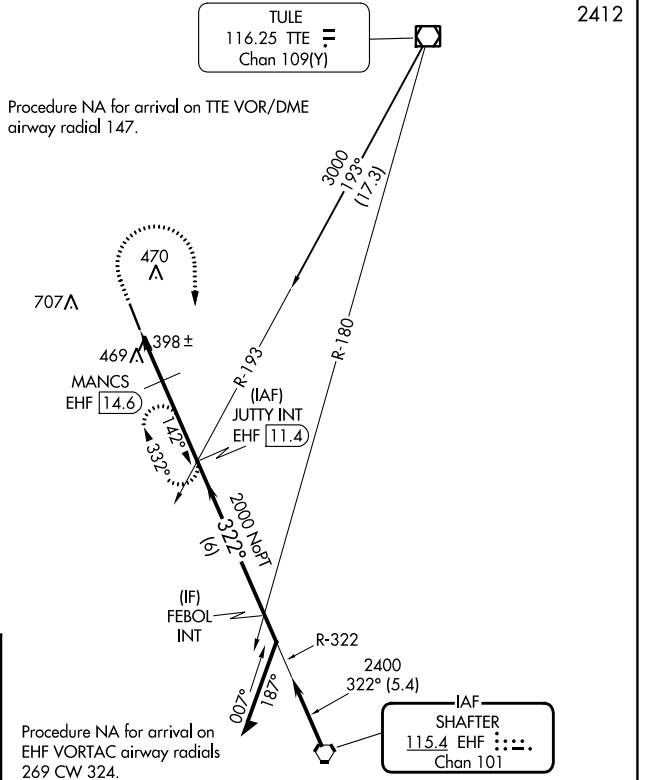 2412
TULE
116.25 TTE
Chan 109(Y)
Procedure NA for arrival on TTE VOR/DME
airway radial 147.
3000
193°
(17.3)
470
707
398 ±
469
R-193
R-180
MANCS
EHF 14.6
(IAF)
JUTTY INT
EHF 11.4
142°
332°
2000 NoPT
322°
(6)
(IF)
FEBOL
INT
R-322
2400
322° (5.4)
007°
187°
IAF
SHAFTER
115.4 EHF
Chan 101
Procedure NA for arrival on
EHF VORTAC airway radials
269 CW 324.